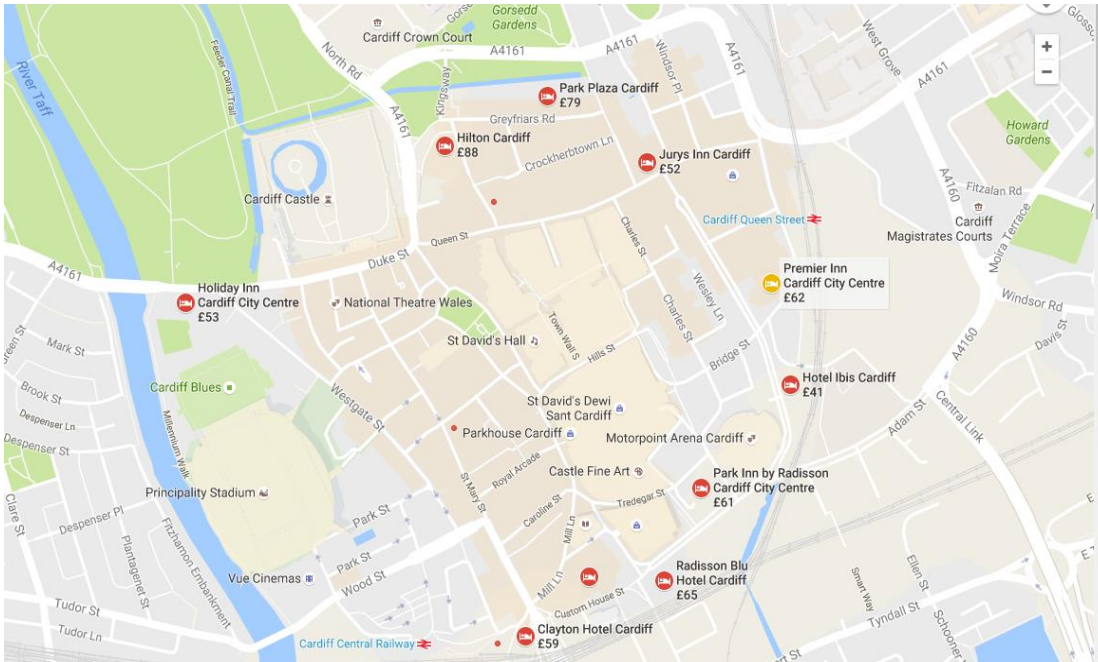 Gorsedd
Gardens
Cardiff Crown Court
North Rd
A4161
A4161
Windsor Pl
A4161
West Grove
A4161
River Taff
Feeder Canal Trail
A4161
Kingsway
Park Plaza Cardiff
£79
Greyfriars Rd
Hilton Cardiff
£88
Crockherbtown Ln
Jurys Inn Cardiff
£52
Howard
Gardens
A4160
Fitzalan Rd
Cardiff Castle
Cardiff Queen Street
Cardiff
Magistrates Courts
Moira Terrace
Queen St
Charles St
Duke St
A4161
Holiday Inn
Cardiff City Centre
£53
National Theatre Wales
Wesley Ln
Charles St
Premier Inn
Cardiff City Centre
£62
Windsor Rd
Davis St
A4160
Green St
Mark St
St David's Hall
Town Wall S
Hills St
Bridge St
Brook St
Cardiff Blues
Westgate St
Hotel Ibis Cardiff
£41
Despenser Ln
Despenser St
Millennium Walk
St David's Dewi
Sant Cardiff
Adam St
Central Link
Parkhouse Cardiff
Motorpoint Arena Cardiff
Royal Arcade
Castle Fine Art
Park Inn by Radisson
Cardiff City Centre
£61
Principality Stadium
St Mary St
Tredegar St
Clare St
Despenser Pl
Park St
Caroline St
Mill Ln
Plantagenet St
Fitzhamon Embankment
Park St
Vue Cinemas
Wood St
Mill Ln
Radisson Blu
Hotel Cardiff
£65
Custom House St
Smart Way
Ellen St
Tudor St
Tyndall St
Schooner
Tudor Ln
Cardiff Central Railway
Clayton Hotel Cardiff
£59